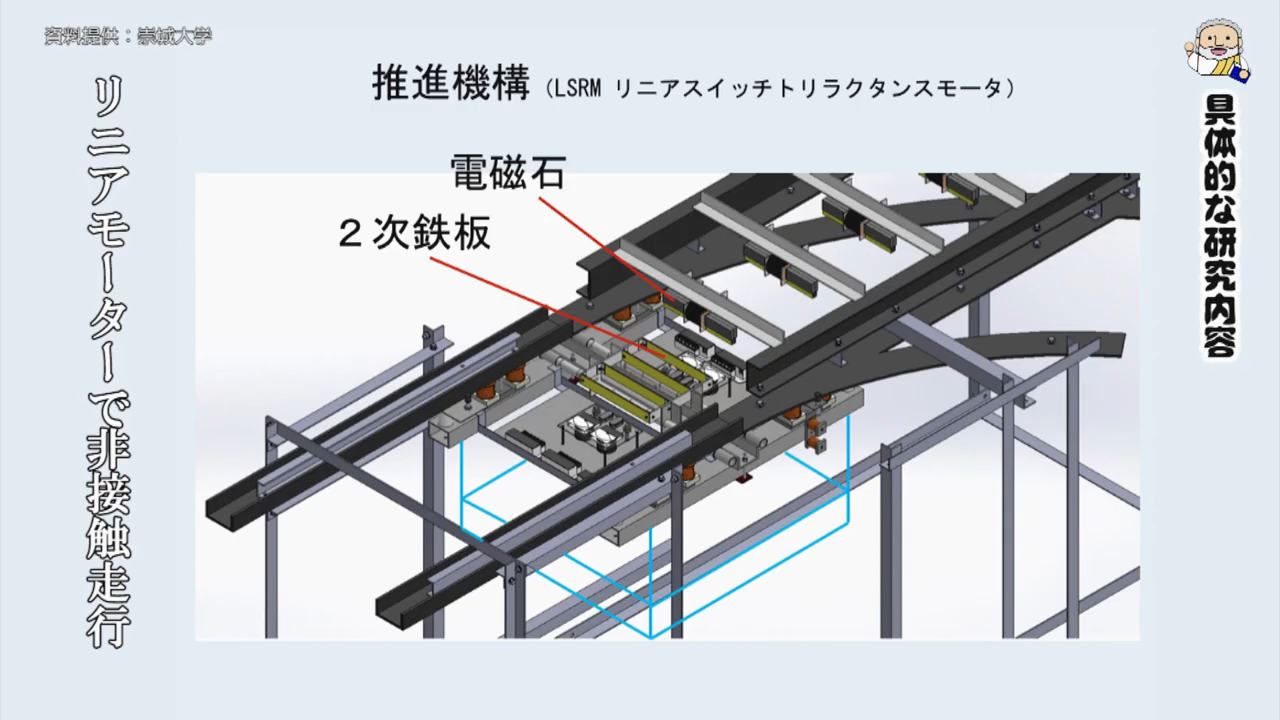 資料提供：崇城大学
リニアモーターで非接触走行
推進機構（LSRM リニアスイッチトリラクタンスモータ）
電磁石
２次鉄板
具体的な研究内容